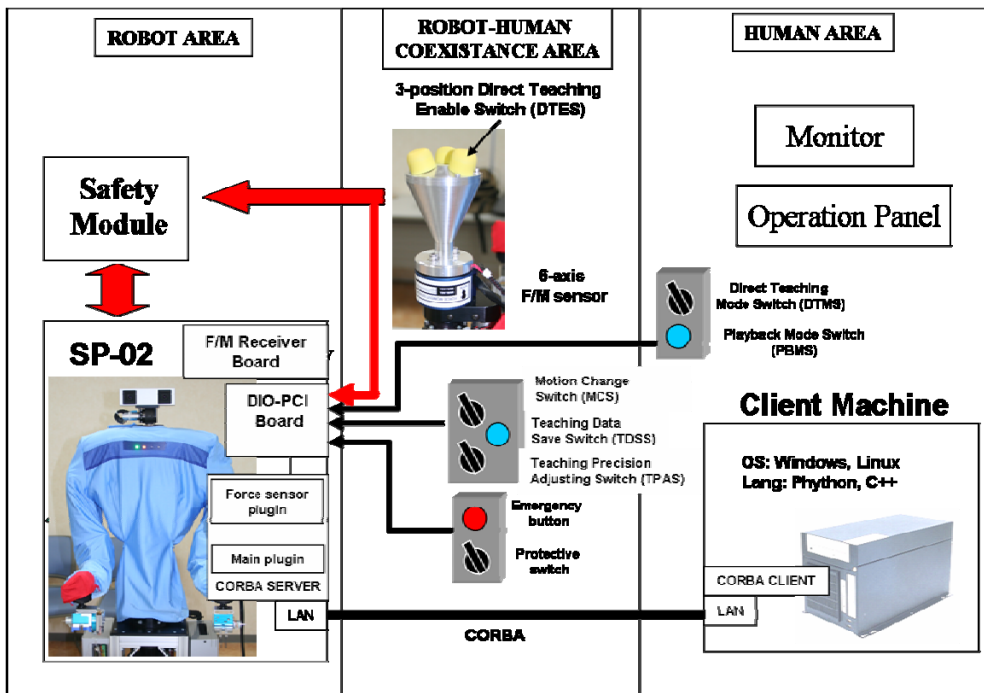 ROBOT AREA
ROBOT-HUMAN
COEXISTANCE AREA
HUMAN AREA
3-position Direct Teaching
Enable Switch (DTES)
Monitor
Safety
Module
Operation Panel
6-axis
F/M sensor
Direct Teaching
Mode Switch (DTMS)
Playback Mode Switch
(PBMS)
SP-02
F/M Receiver
Board
Y
DIO-PCI
Board
Motion Change
Switch (MCS)
Teaching Data
Save Switch (TDSS)
Teaching Precision
Adjusting Switch (TPAS)
Client Machine
OS: Windows, Linux
Lang: Phython, C++
Force sensor
plugin
Emergency
button
Main plugin
Protective
switch
CORBA SERVER
CORBA CLIENT
LAN
LAN
CORBA